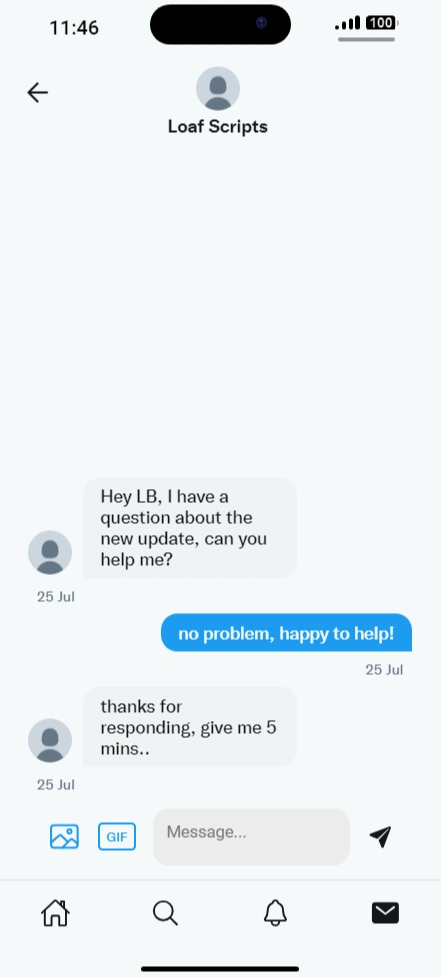 11:46
100
Loaf Scripts
Hey LB, I have a
question about the
new update, can you
help me?
25 Jul
no problem, happy to help!
25 Jul
thanks for
responding, give me 5
mins..
25 Jul
GIF
Message...